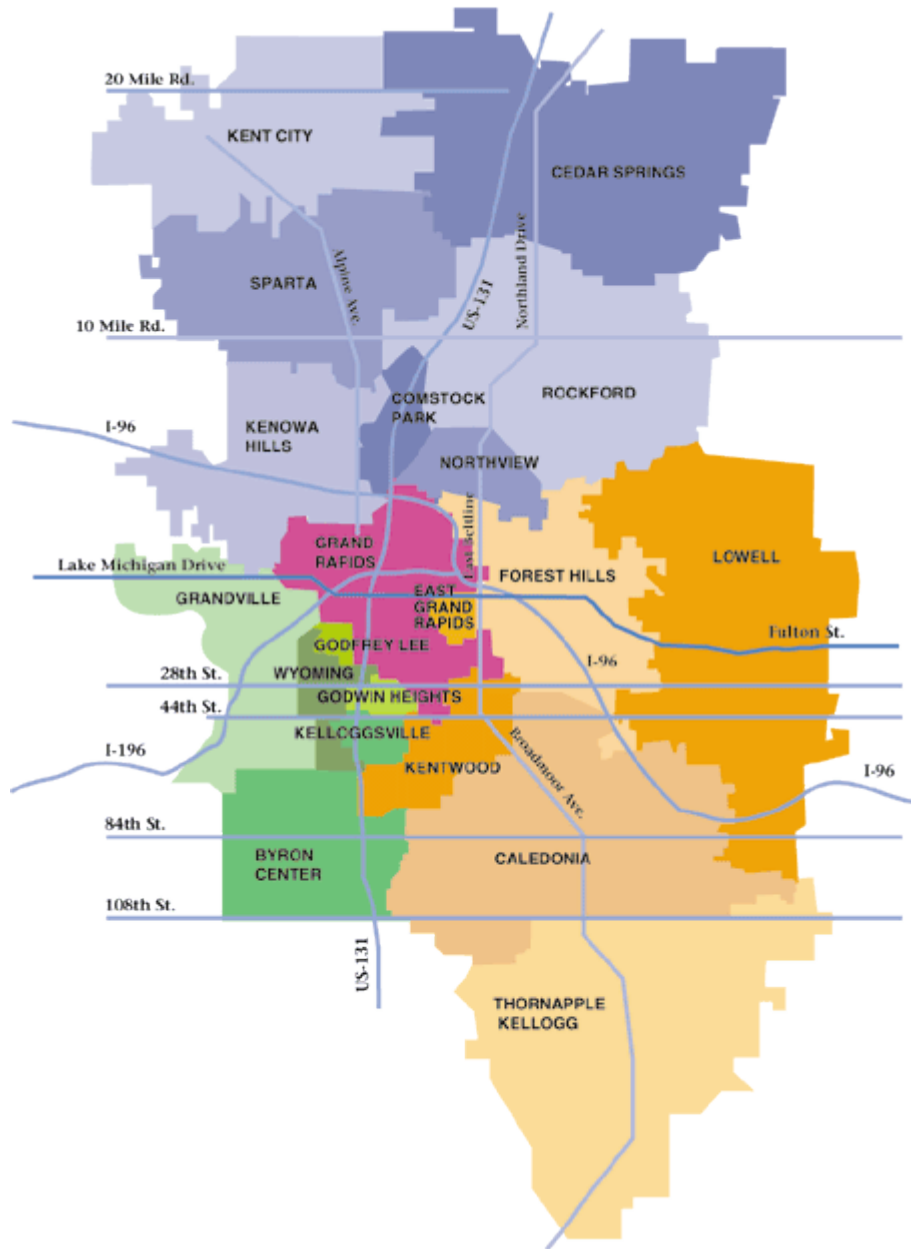 20 Mile Rd.
KENT CITY
CEDAR SPRINGS
Northland Drive
Alpine Ave.
SPARTA
US-131
10 Mile Rd.
ROCKFORD
COMSTOCK
PARK
I-96
KENOWA
HILLS
NORTHVIEW
East Beltline
GRAND
RAPIDS
LOWELL
Lake Michigan Drive
FOREST HILLS
GRANDVILLE
EAST
GRAND
RAPIDS
Fulton St.
GODFREY LEE
I-96
28th St.
WYOMING
GODWIN HEIGHTS
44th St.
KELLOGGSVILLE
I-196
KENTWOOD
Broadmoor Ave.
I-96
84th St.
BYRON
CENTER
CALEDONIA
108th St.
US-131
THORNAPPLE
KELLOGG